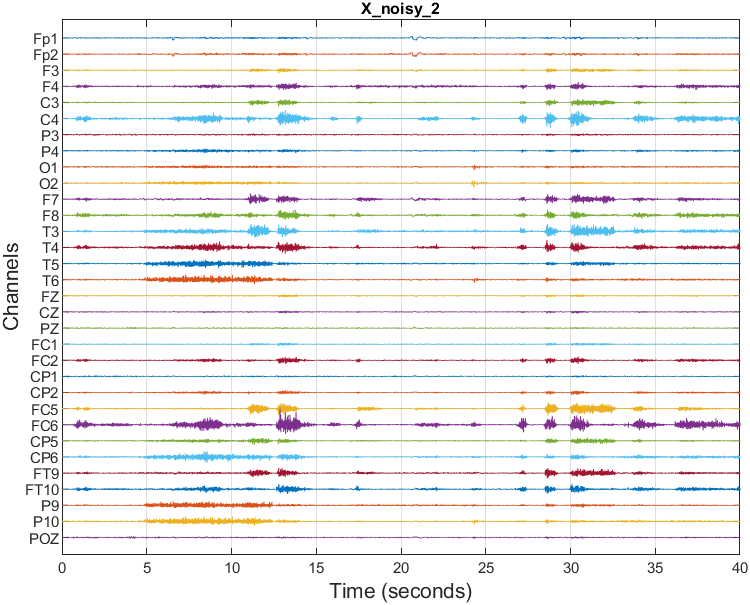 X_noisy_2
Fp1
Fp2
F3
F4
C3
C4
P3
P4
O1
O2
F7
F8
T3
T4
T5
T6
FZ
CZ
PZ
FC1
FC2
CP1
CP2
FC5
FC6
CP5
CP6
FT9
FT10
P9
P10
POZ
Channels
0 5 10 15 20 25 30 35 40
Time (seconds)